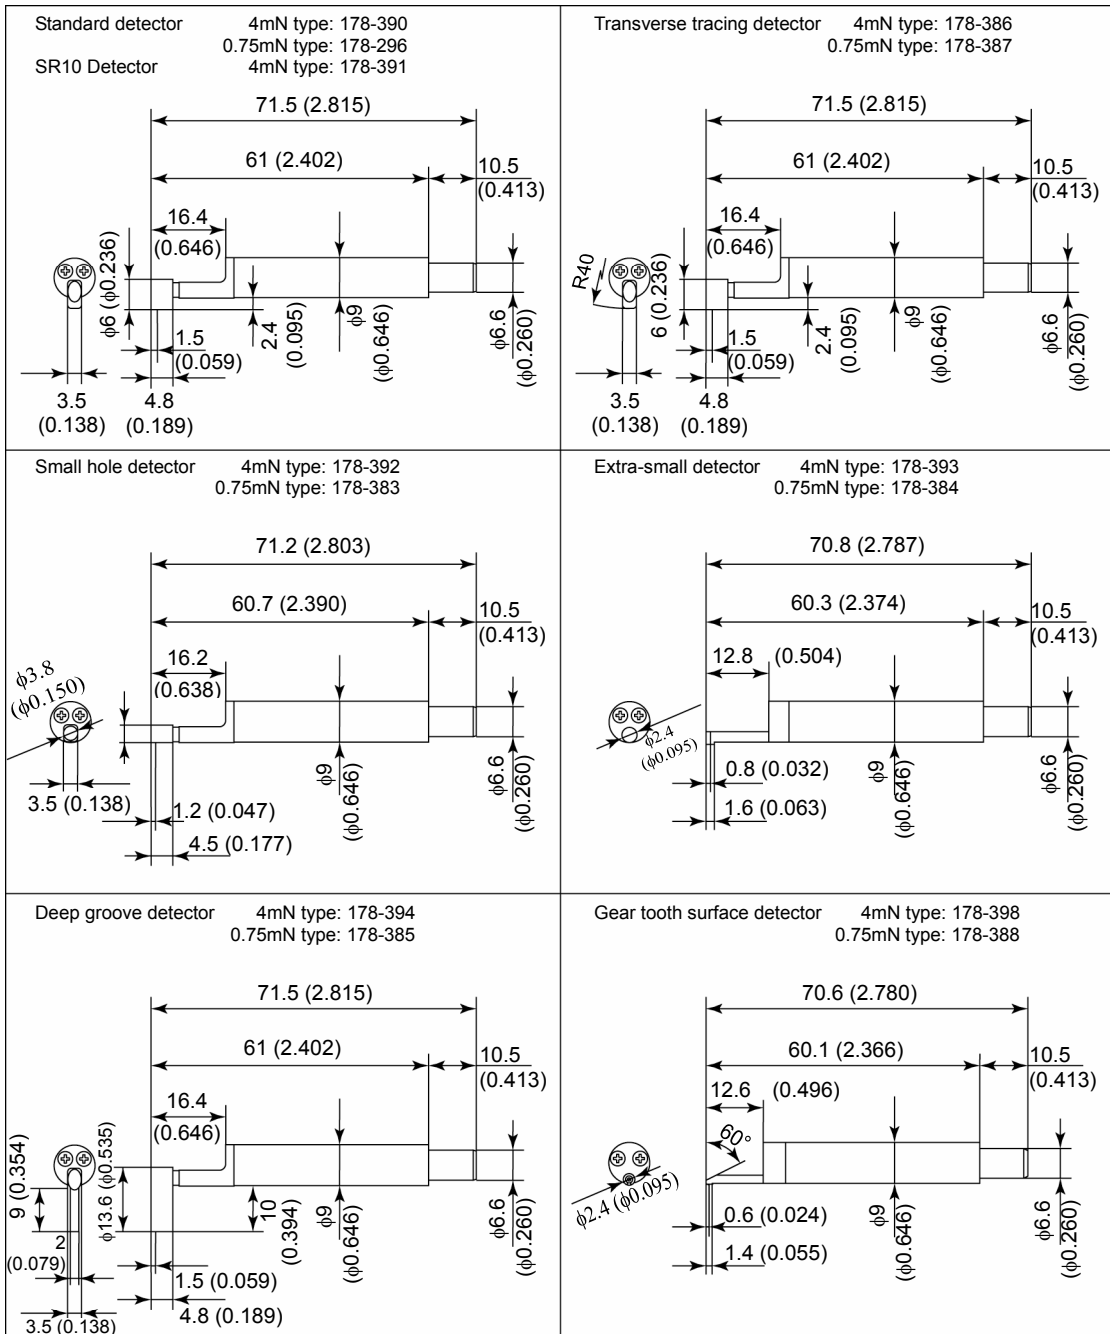 Standard detector 4mN type: 178-390
0.75mN type: 178-296
SR10 Detector 4mN type: 178-391
71.5 (2.815)
61 (2.402)
10.5
(0.413)
16.4
(0.646)
ϕ6 (ϕ0.236)
1.5
(0.059)
2.4
(0.095)
ϕ9
(ϕ0.646)
ϕ6.6
(ϕ0.260)
3.5
(0.138)
4.8
(0.189)
Transverse tracing detector 4mN type: 178-386
0.75mN type: 178-387
71.5 (2.815)
61 (2.402)
10.5
(0.413)
16.4
(0.646)
R40
6 (0.236)
1.5
(0.059)
2.4
(0.095)
ϕ9
(ϕ0.646)
ϕ6.6
(ϕ0.260)
3.5
(0.138)
4.8
(0.189)
Small hole detector 4mN type: 178-392
0.75mN type: 178-383
71.2 (2.803)
60.7 (2.390)
10.5
(0.413)
16.2
(0.638)
ϕ3.8
(ϕ0.150)
3.5 (0.138)
1.2 (0.047)
4.5 (0.177)
ϕ9
(ϕ0.646)
ϕ6.6
(ϕ0.260)
Extra-small detector 4mN type: 178-393
0.75mN type: 178-384
70.8 (2.787)
60.3 (2.374)
10.5
(0.413)
12.8 (0.504)
ϕ2.4
(ϕ0.095)
0.8 (0.032)
1.6 (0.063)
ϕ9
(ϕ0.646)
ϕ6.6
(ϕ0.260)
Deep groove detector 4mN type: 178-394
0.75mN type: 178-385
71.5 (2.815)
61 (2.402)
10.5
(0.413)
16.4
(0.646)
9 (0.354)
ϕ13.6 (ϕ0.535)
10
(0.394)
ϕ9
(ϕ0.646)
ϕ6.6
(ϕ0.260)
2
(0.079)
1.5 (0.059)
4.8 (0.189)
3.5 (0.138)
Gear tooth surface detector 4mN type: 178-398
0.75mN type: 178-388
70.6 (2.780)
60.1 (2.366)
10.5
(0.413)
12.6 (0.496)
60°
ϕ2.4 (ϕ0.095)
0.6 (0.024)
1.4 (0.055)
ϕ9
(ϕ0.646)
ϕ6.6
(ϕ0.260)